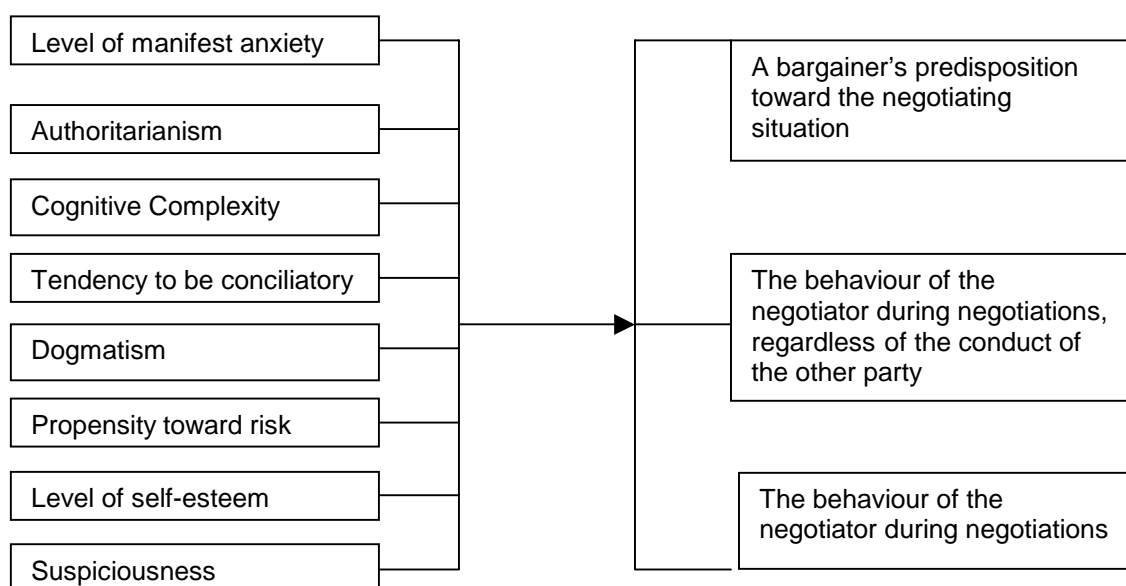 Level of manifest anxiety
Authoritarianism
Cognitive Complexity
Tendency to be conciliatory
Dogmatism
Propensity toward risk
Level of self-esteem
Suspiciousness
A bargainer’s predisposition
toward the negotiating
situation
The behaviour of the
negotiator during negotiations,
regardless of the conduct of
the other party
The behaviour of the
negotiator during negotiations